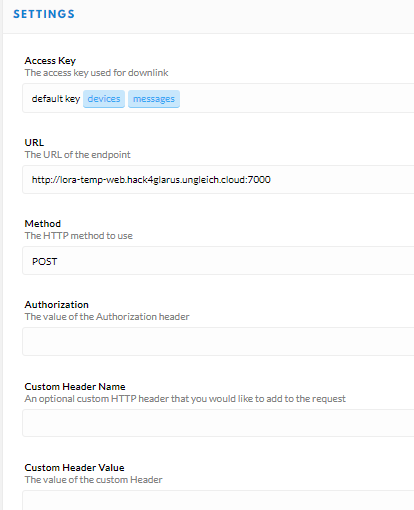 SETTINGS
Access Key
The access key used for downlink
default key devices messages
URL
The URL of the endpoint
http://lora-temp-web.hack4glarus.ungleich.cloud:7000
Method
The HTTP method to use
POST
Authorization
The value of the Authorization header
Custom Header Name
An optional custom HTTP header that you would like to add to the request
Custom Header Value
The value of the custom Header